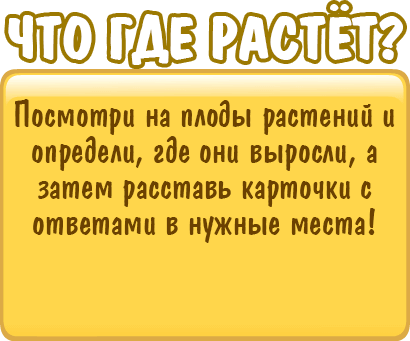 ЧТО ГДЕ РАСТЁТ?
Посмотри на плоды растений и
определи, где они выросли, а
затем расставь карточки с
ответами в нужные места!